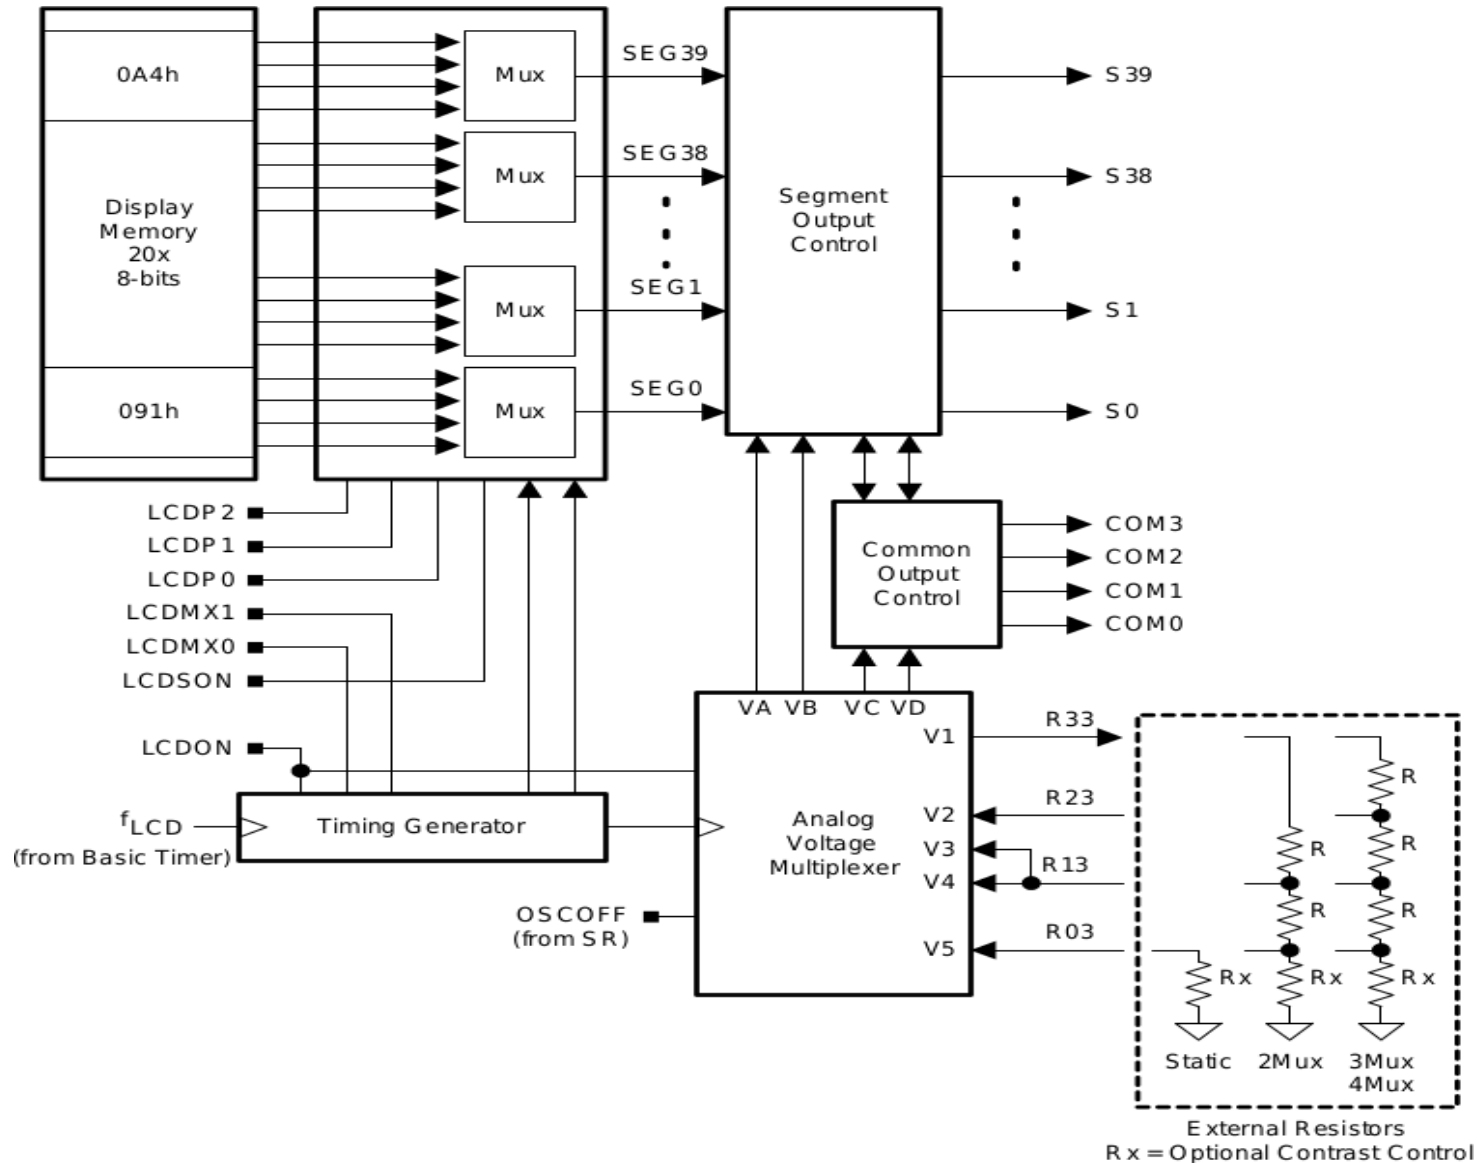 0A4h
Display
Memory
20x
8-bits
091h
Mux
Mux
Mux
Mux
SEG39
SEG38
SEG1
SEG0
Segment
Output
Control
S39
S38
S1
S0
LCDP2
LCDP1
LCDP0
LCDMX1
LCDMX0
LCDSON
LCDON
fLCD
(from Basic Timer)
Timing Generator
OSCOFF
(from SR)
Common
Output
Control
COM3
COM2
COM1
COM0
VA VB VC VD
V1
V2
V3
V4
V5
Analog
Voltage
Multiplexer
R33
R23
R13
R03
R
R
R
R
R
Rx
Rx
Rx
Static
2Mux
3Mux
4Mux
External Resistors
Rx = Optional Contrast Control